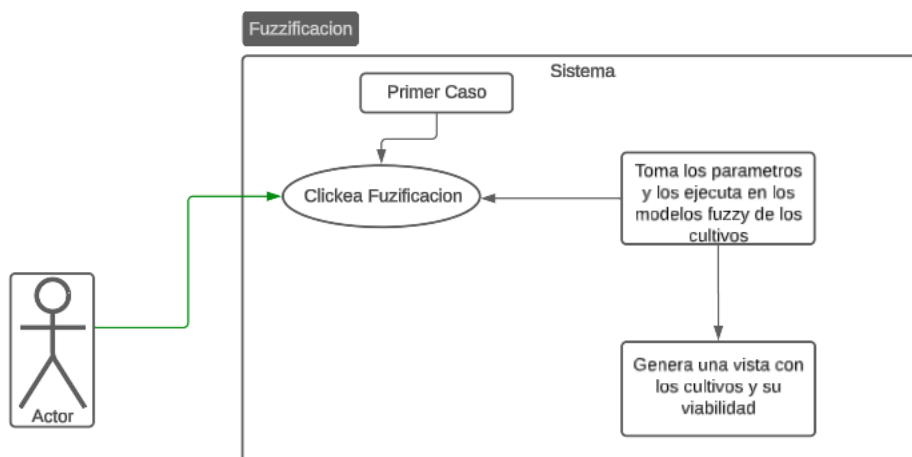 Fuzzificacion
Sistema
Primer Caso
Clickea Fuzificacion
Toma los parametros
y los ejecuta en los
modelos fuzzy de los
cultivos
Actor
Genera una vista con
los cultivos y su
viabilidad